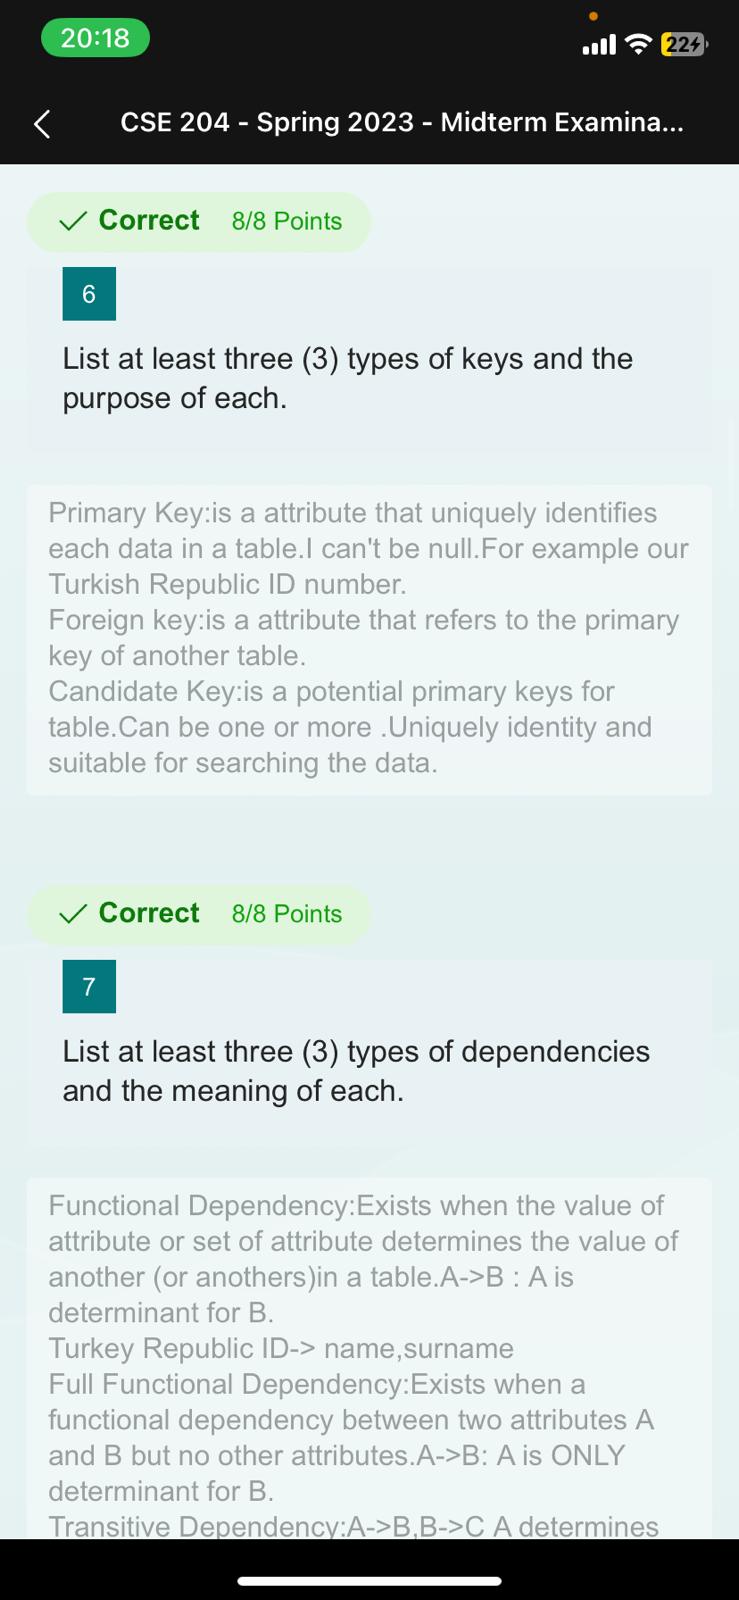 20:18
22
CSE 204 - Spring 2023 - Midterm Examina...
Correct 8/8 Points
6
List at least three (3) types of keys and the
purpose of each.
Primary Key:is a attribute that uniquely identifies
each data in a table.I can't be null.For example our
Turkish Republic ID number.
Foreign key:is a attribute that refers to the primary
key of another table.
Candidate Key:is a potential primary keys for
table.Can be one or more .Uniquely identity and
suitable for searching the data.
Correct 8/8 Points
7
List at least three (3) types of dependencies
and the meaning of each.
Functional Dependency:Exists when the value of
attribute or set of attribute determines the value of
another (or anothers)in a table.A->B : A is
determinant for B.
Turkey Republic ID-> name,surname
Full Functional Dependency:Exists when a
functional dependency between two attributes A
and B but no other attributes.A->B: A is ONLY
determinant for B.
Transitive Dependency:A->B,B->C A determines